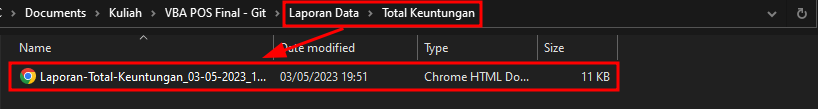 Documents > Kuliah > VBA POS Final - Git > Laporan Data > Total Keuntungan
Name Date modified Type Size
Laporan-Total-Keuntungan_03-05-2023_1... 03/05/2023 19:51 Chrome HTML Do... 11 KB